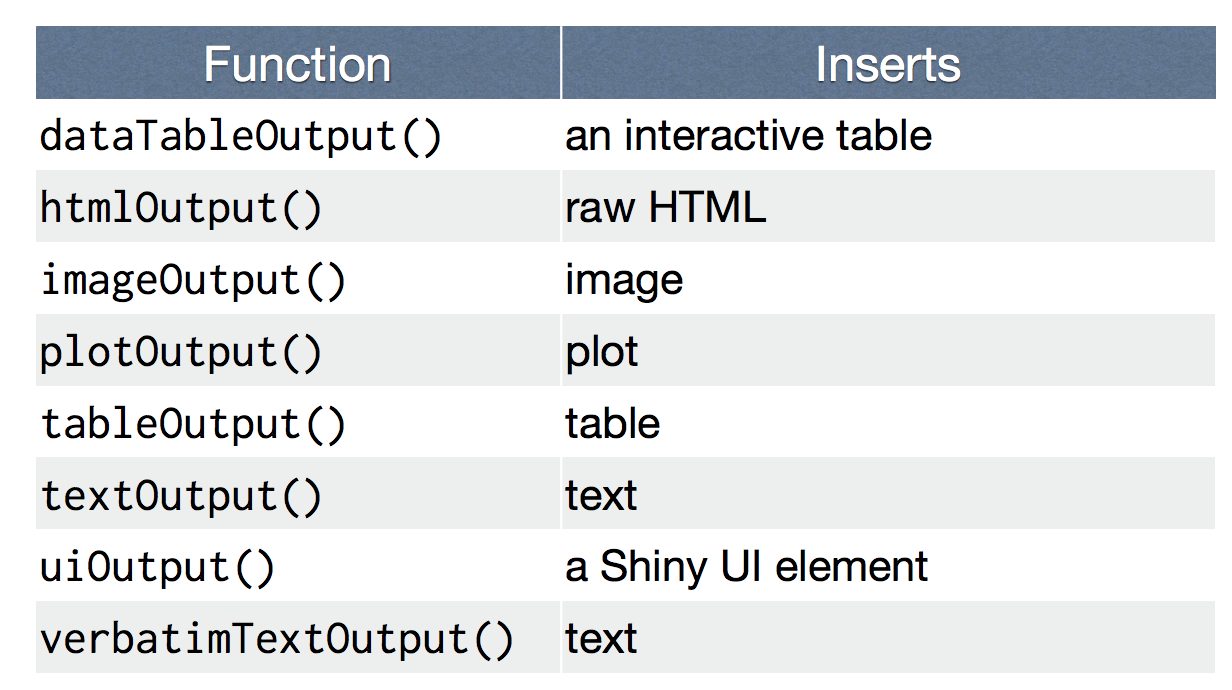 Function Inserts
dataTableOutput() an interactive table
htmlOutput() raw HTML
imageOutput() image
plotOutput() plot
tableOutput() table
textOutput() text
uiOutput() a Shiny UI element
verbatimTextOutput() text